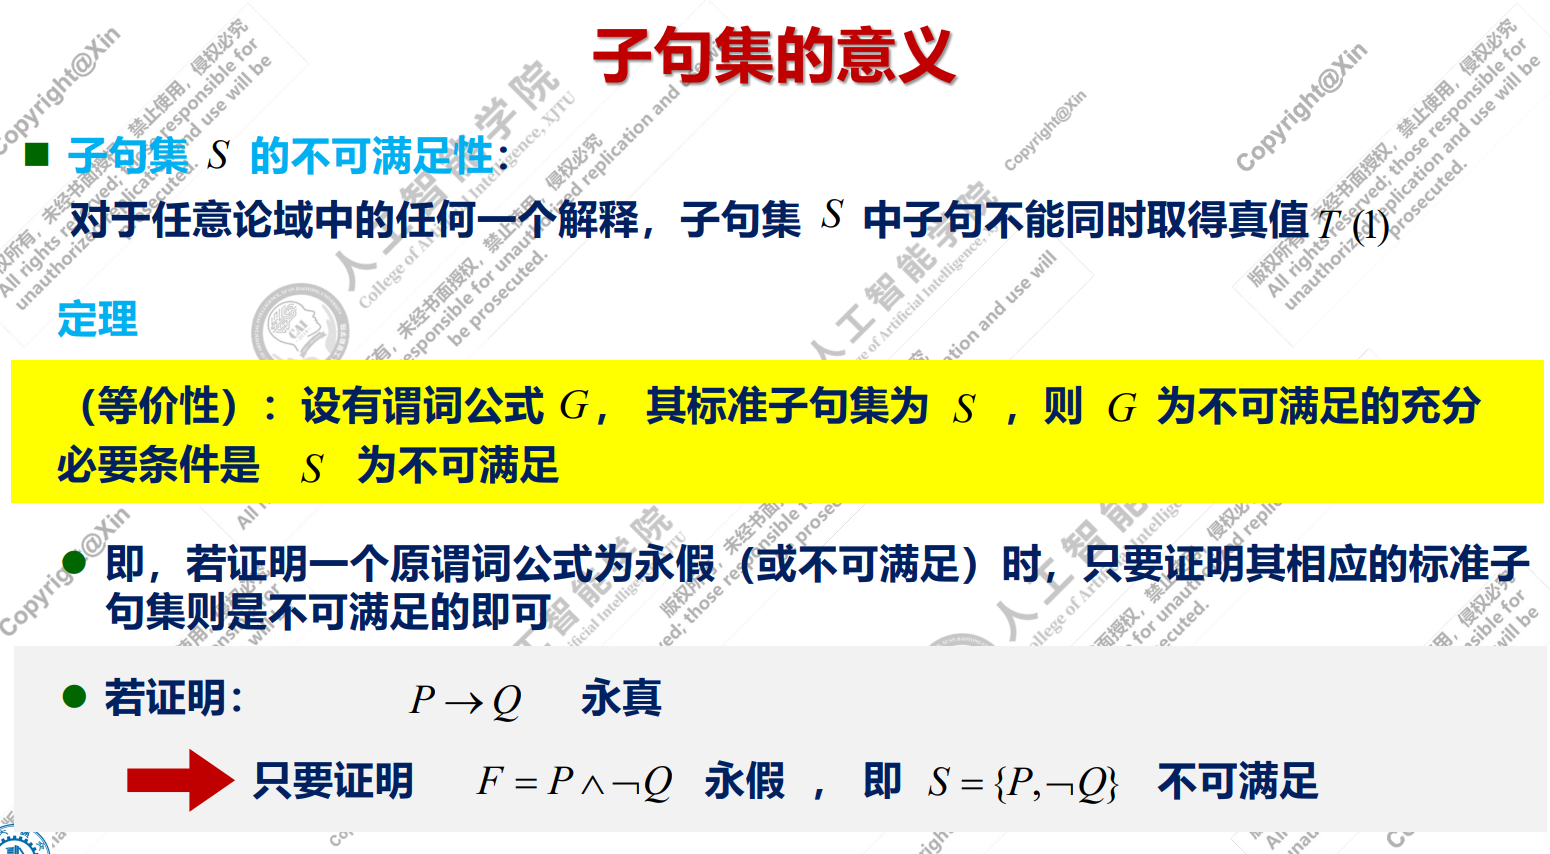 子句集的意义
子句集 S 的不可满足性：
对于任意论域中的任何一个解释，子句集 S 中子句不能同时取得真值 T (1)
定理
（等价性）：设有谓词公式 G， 其标准子句集为 S ，则 G 为不可满足的充分
必要条件是 S 为不可满足
即，若证明一个原谓词公式为永假（或不可满足）时，只要证明其相应的标准子
句集则是不可满足的即可
若证明： P → Q 永真
只要证明 F = P ∧ ¬Q 永假 ， 即 S = {P, ¬Q} 不可满足
Copyright@Xin
人工智能学院
College of Artificial Intelligence, XJTU
版权所有，未经书面授权，禁止使用，侵权必究
All rights reserved; those responsible for
unauthorized replication and use will be
prosecuted.